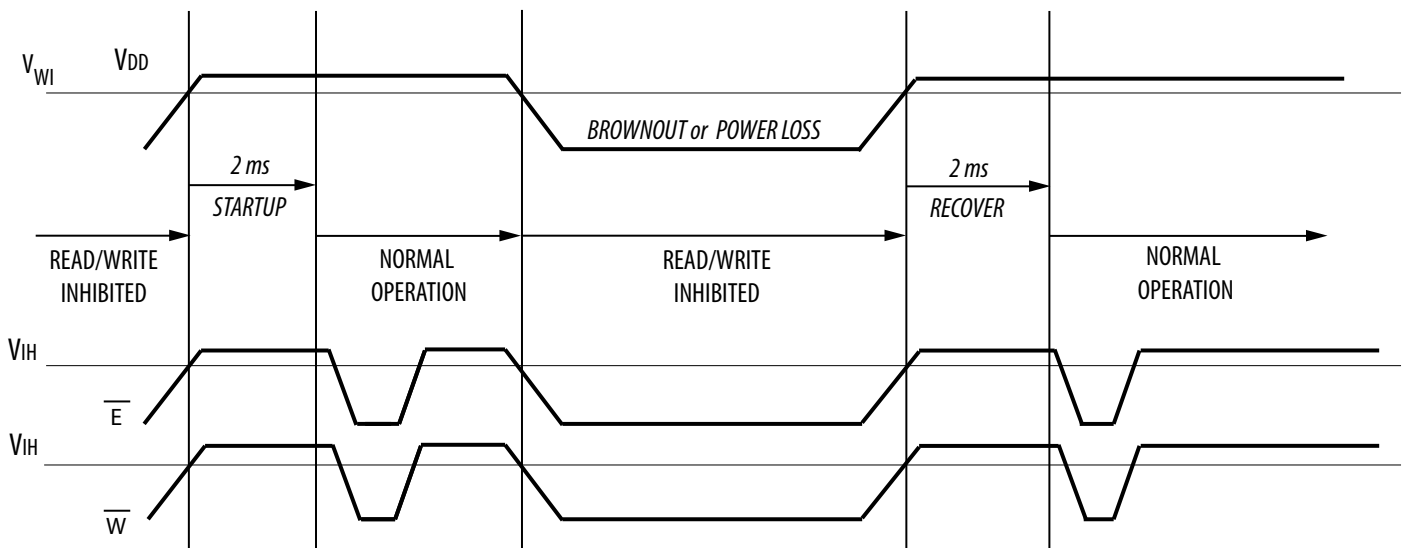 VWI VDD
BROWNOUT or POWER LOSS
2 ms
STARTUP
2 ms
RECOVER
READ/WRITE
INHIBITED
NORMAL
OPERATION
READ/WRITE
INHIBITED
NORMAL
OPERATION
VIH
E
VIH
W